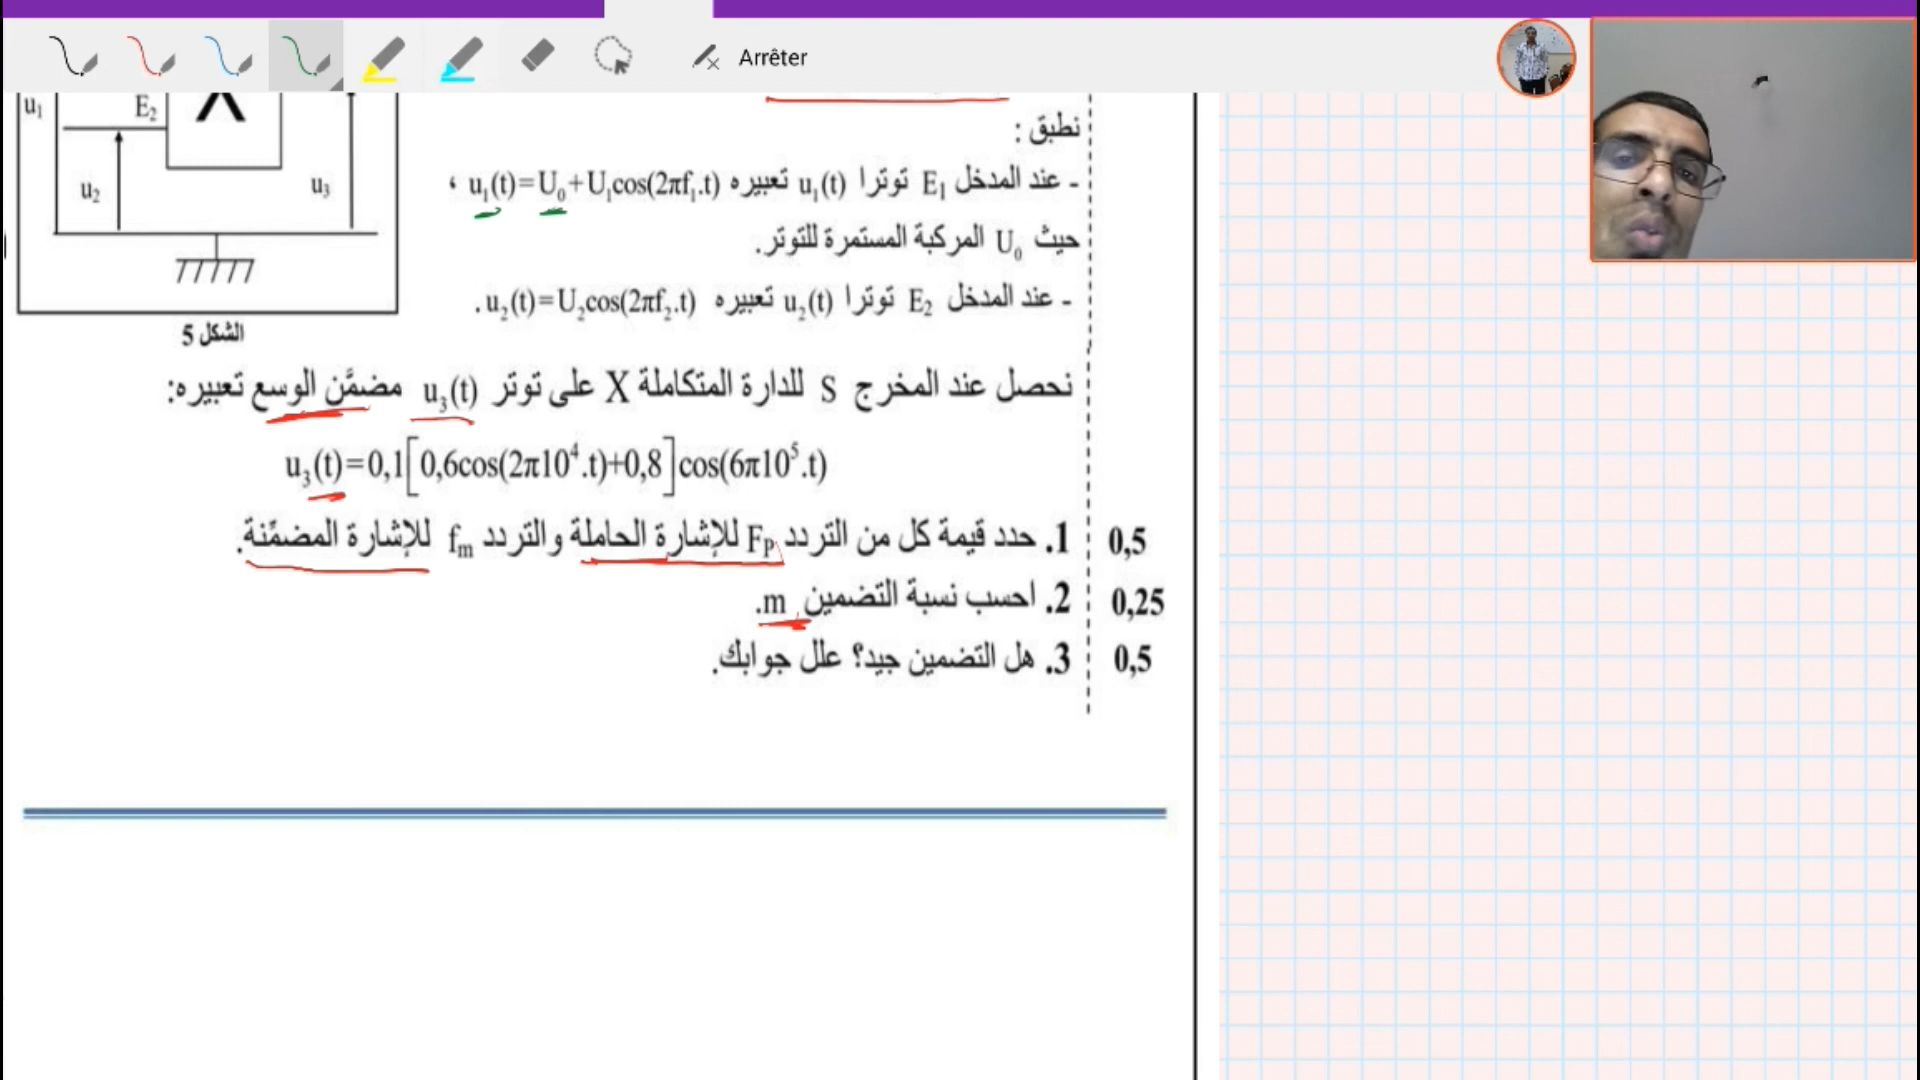 Arrêter
u₁
E₂
u₂
u₃
الشكل 5
نطبق :
- عند المدخل E₁ توترا u₁(t) تعبيره u₁(t)=U₀+U₁cos(2πf₁.t) ،
حيث U₀ المركبة المستمرة للتوتر.
- عند المدخل E₂ توترا u₂(t) تعبيره u₂(t)=U₂cos(2πf₂.t) .
نحصل عند المخرج S للدارة المتكاملة X على توتر u₃(t) مضمَّن الوسع تعبيره:
u₃(t)=0,1[0,6cos(2π10⁴.t)+0,8]cos(6π10⁵.t)
0,5 1. حدد قيمة كل من التردد F_P للإشارة الحاملة والتردد f_m للإشارة المضمِّنة.
0,25 2. احسب نسبة التضمين m.
0,5 3. هل التضمين جيد؟ علل جوابك.